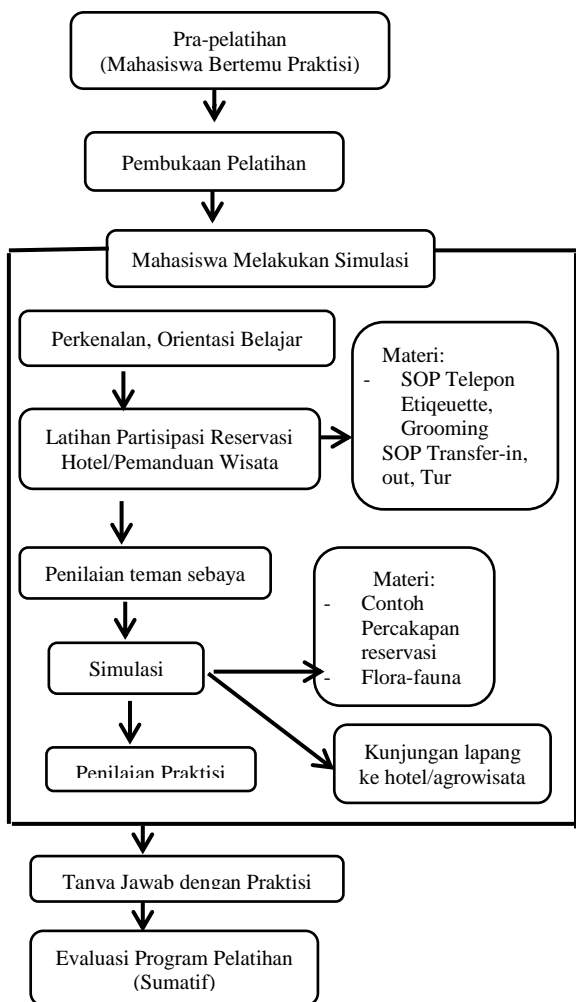 Pra-pelatihan
(Mahasiswa Bertemu Praktisi)
Pembukaan Pelatihan
Mahasiswa Melakukan Simulasi
Perkenalan, Orientasi Belajar
Materi:
- SOP Telepon
Etiqeuette,
Grooming
SOP Transfer-in,
out, Tur
Latihan Partisipasi Reservasi
Hotel/Pemanduan Wisata
Penilaian teman sebaya
Materi:
- Contoh
Percakapan
reservasi
- Flora-fauna
Simulasi
Kunjungan lapang
ke hotel/agrowisata
Penilaian Praktisi
Tanya Jawab dengan Praktisi
Evaluasi Program Pelatihan
(Sumatif)